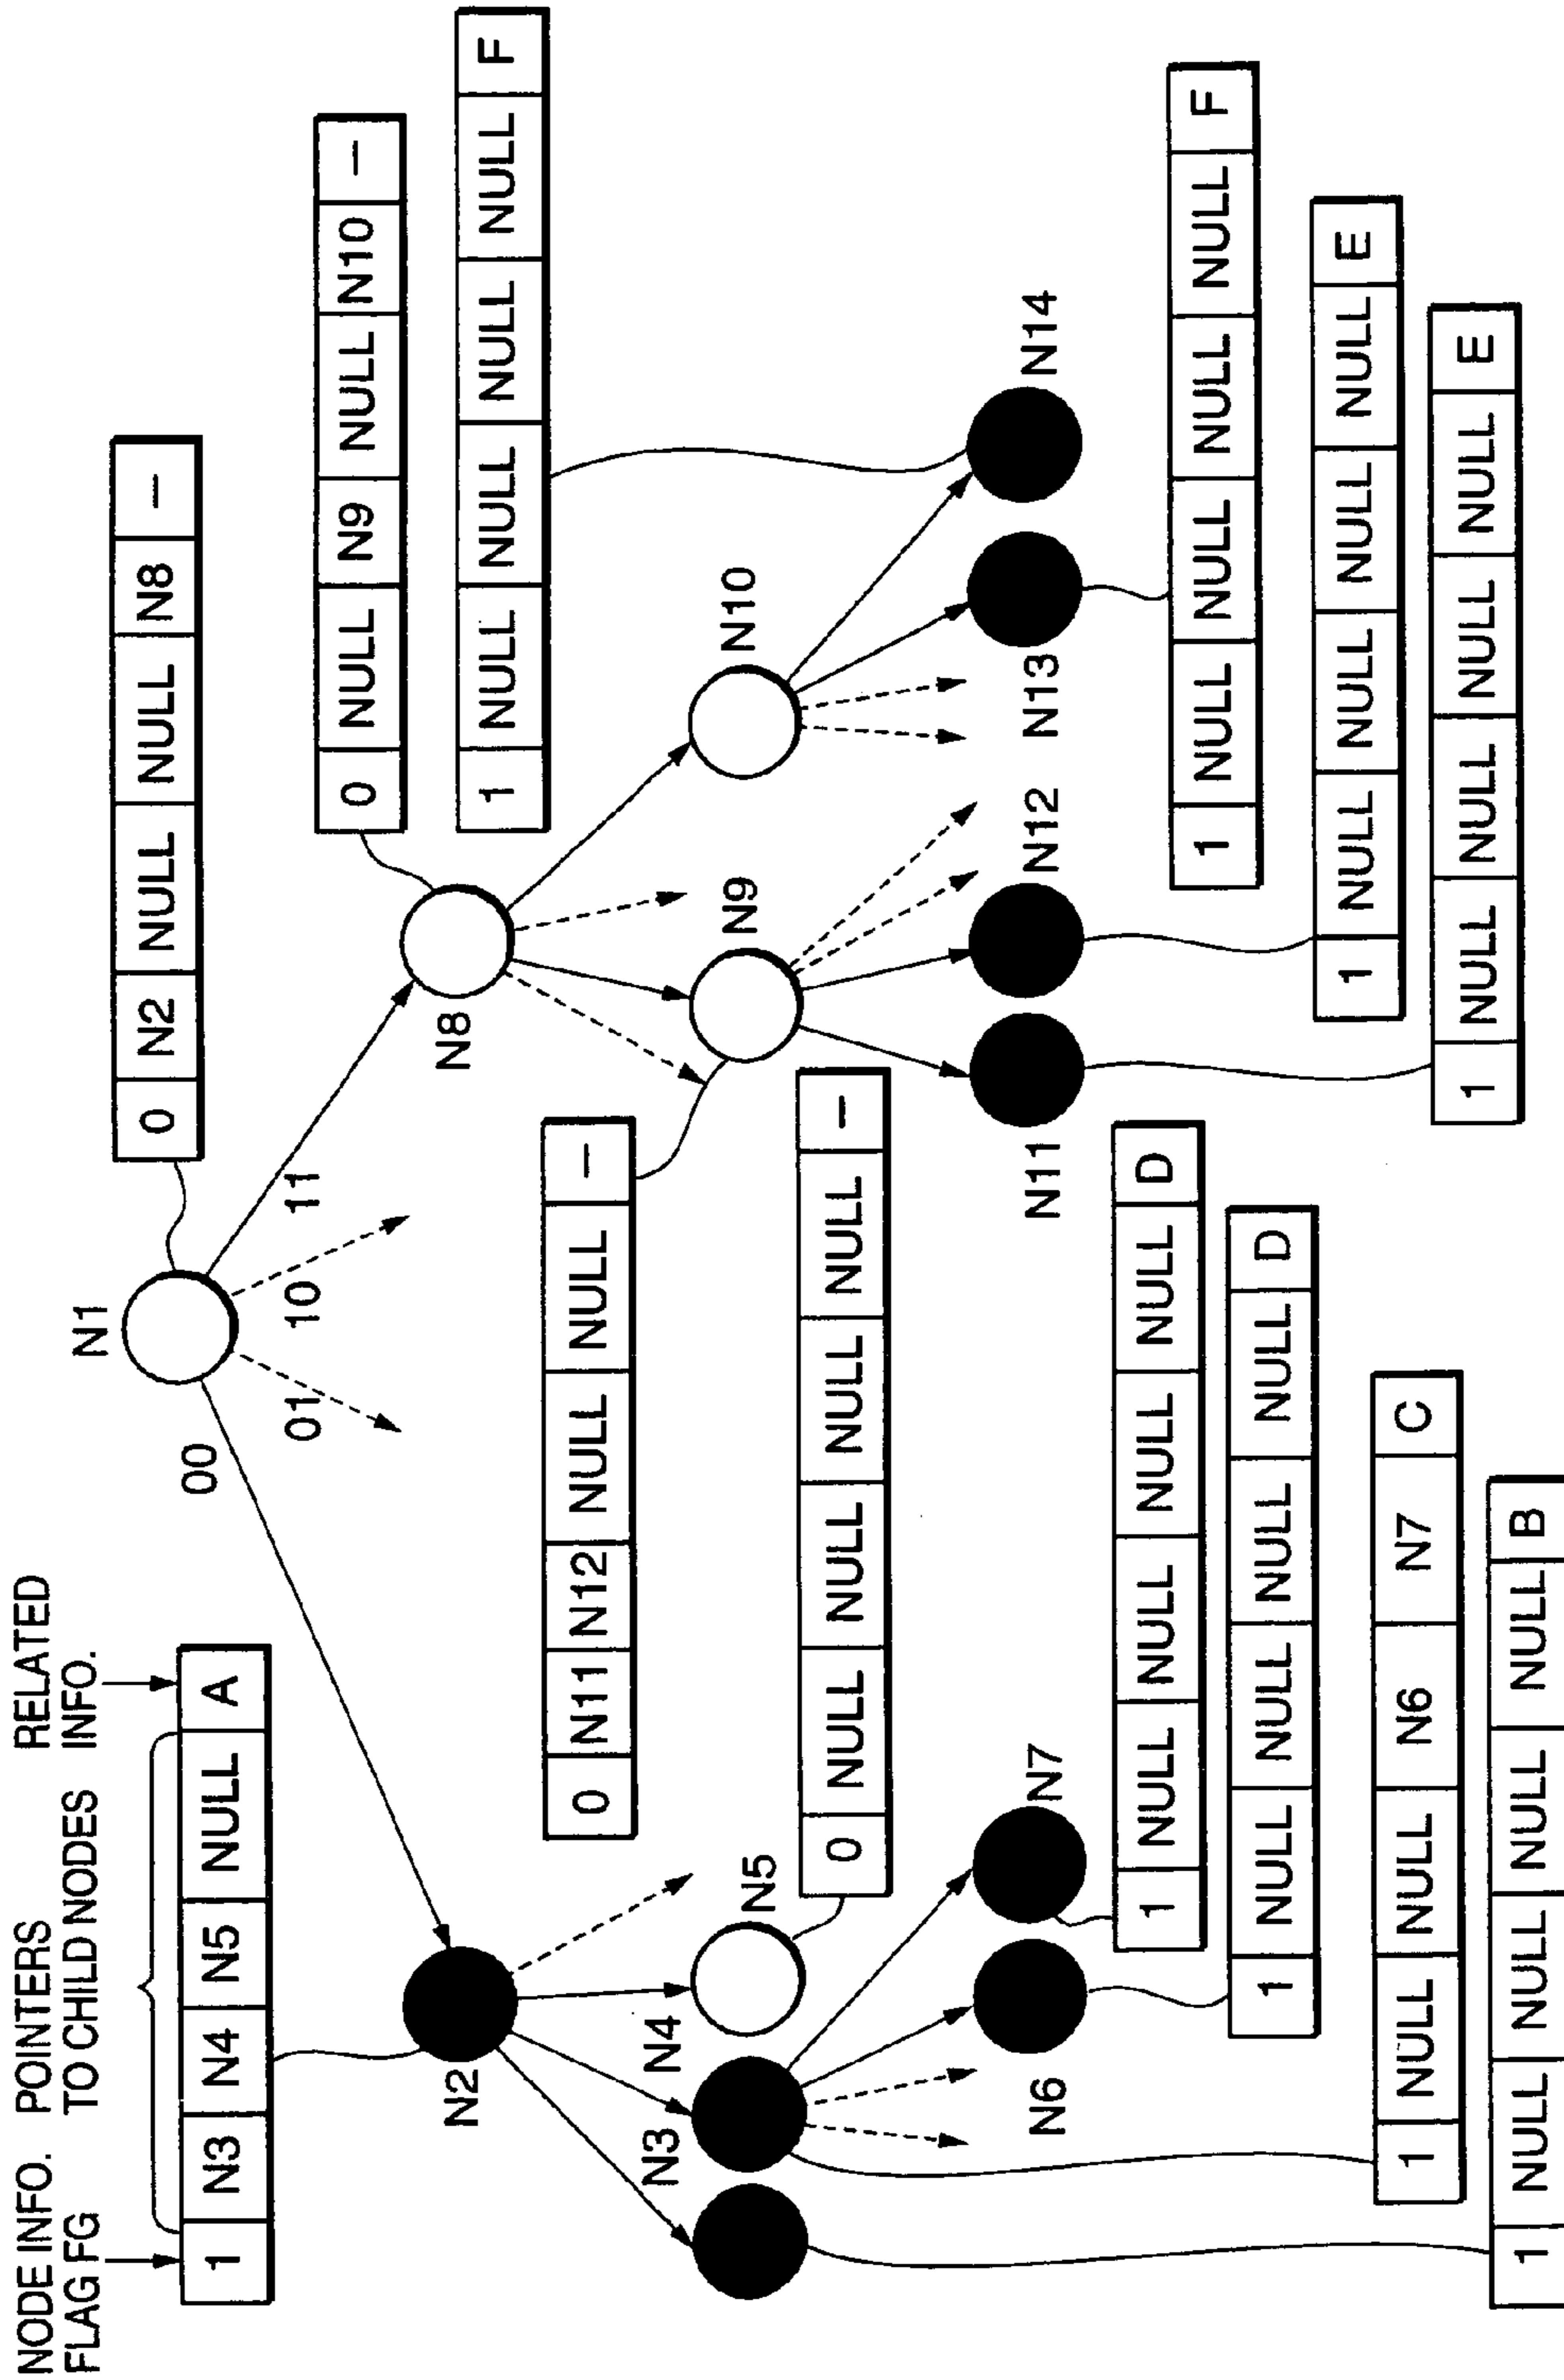 NODE INFO. POINTERS RELATED
FLAG FG TO CHILD NODES INFO.
1 N3 N4 N5 NULL A
N1
0 N2 NULL NULL N8 –
00
01
10
11
N2
N8
0 NULL N9 NULL N10 –
1 NULL NULL NULL NULL F
0 N11 N12 NULL NULL –
N3
N4
N5
N9
N10
0 NULL NULL NULL NULL –
N6
N7
N11
N12
N13
N14
1 NULL NULL NULL NULL D
1 NULL NULL NULL NULL F
1 NULL NULL NULL NULL D
1 NULL NULL NULL NULL E
1 NULL NULL N6 N7 C
1 NULL NULL NULL NULL E
1 NULL NULL NULL NULL B